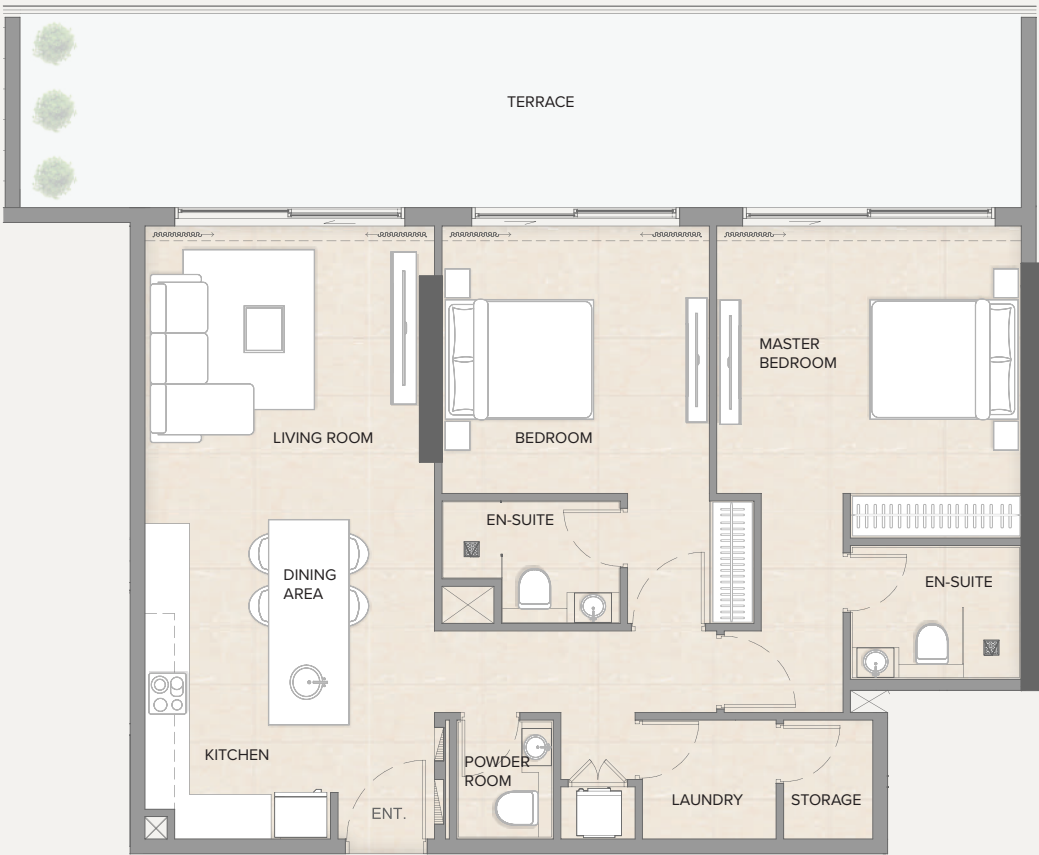 TERRACE
MASTER
BEDROOM
LIVING ROOM
BEDROOM
EN-SUITE
DINING
AREA
EN-SUITE
KITCHEN
POWDER
ROOM
ENT.
LAUNDRY
STORAGE